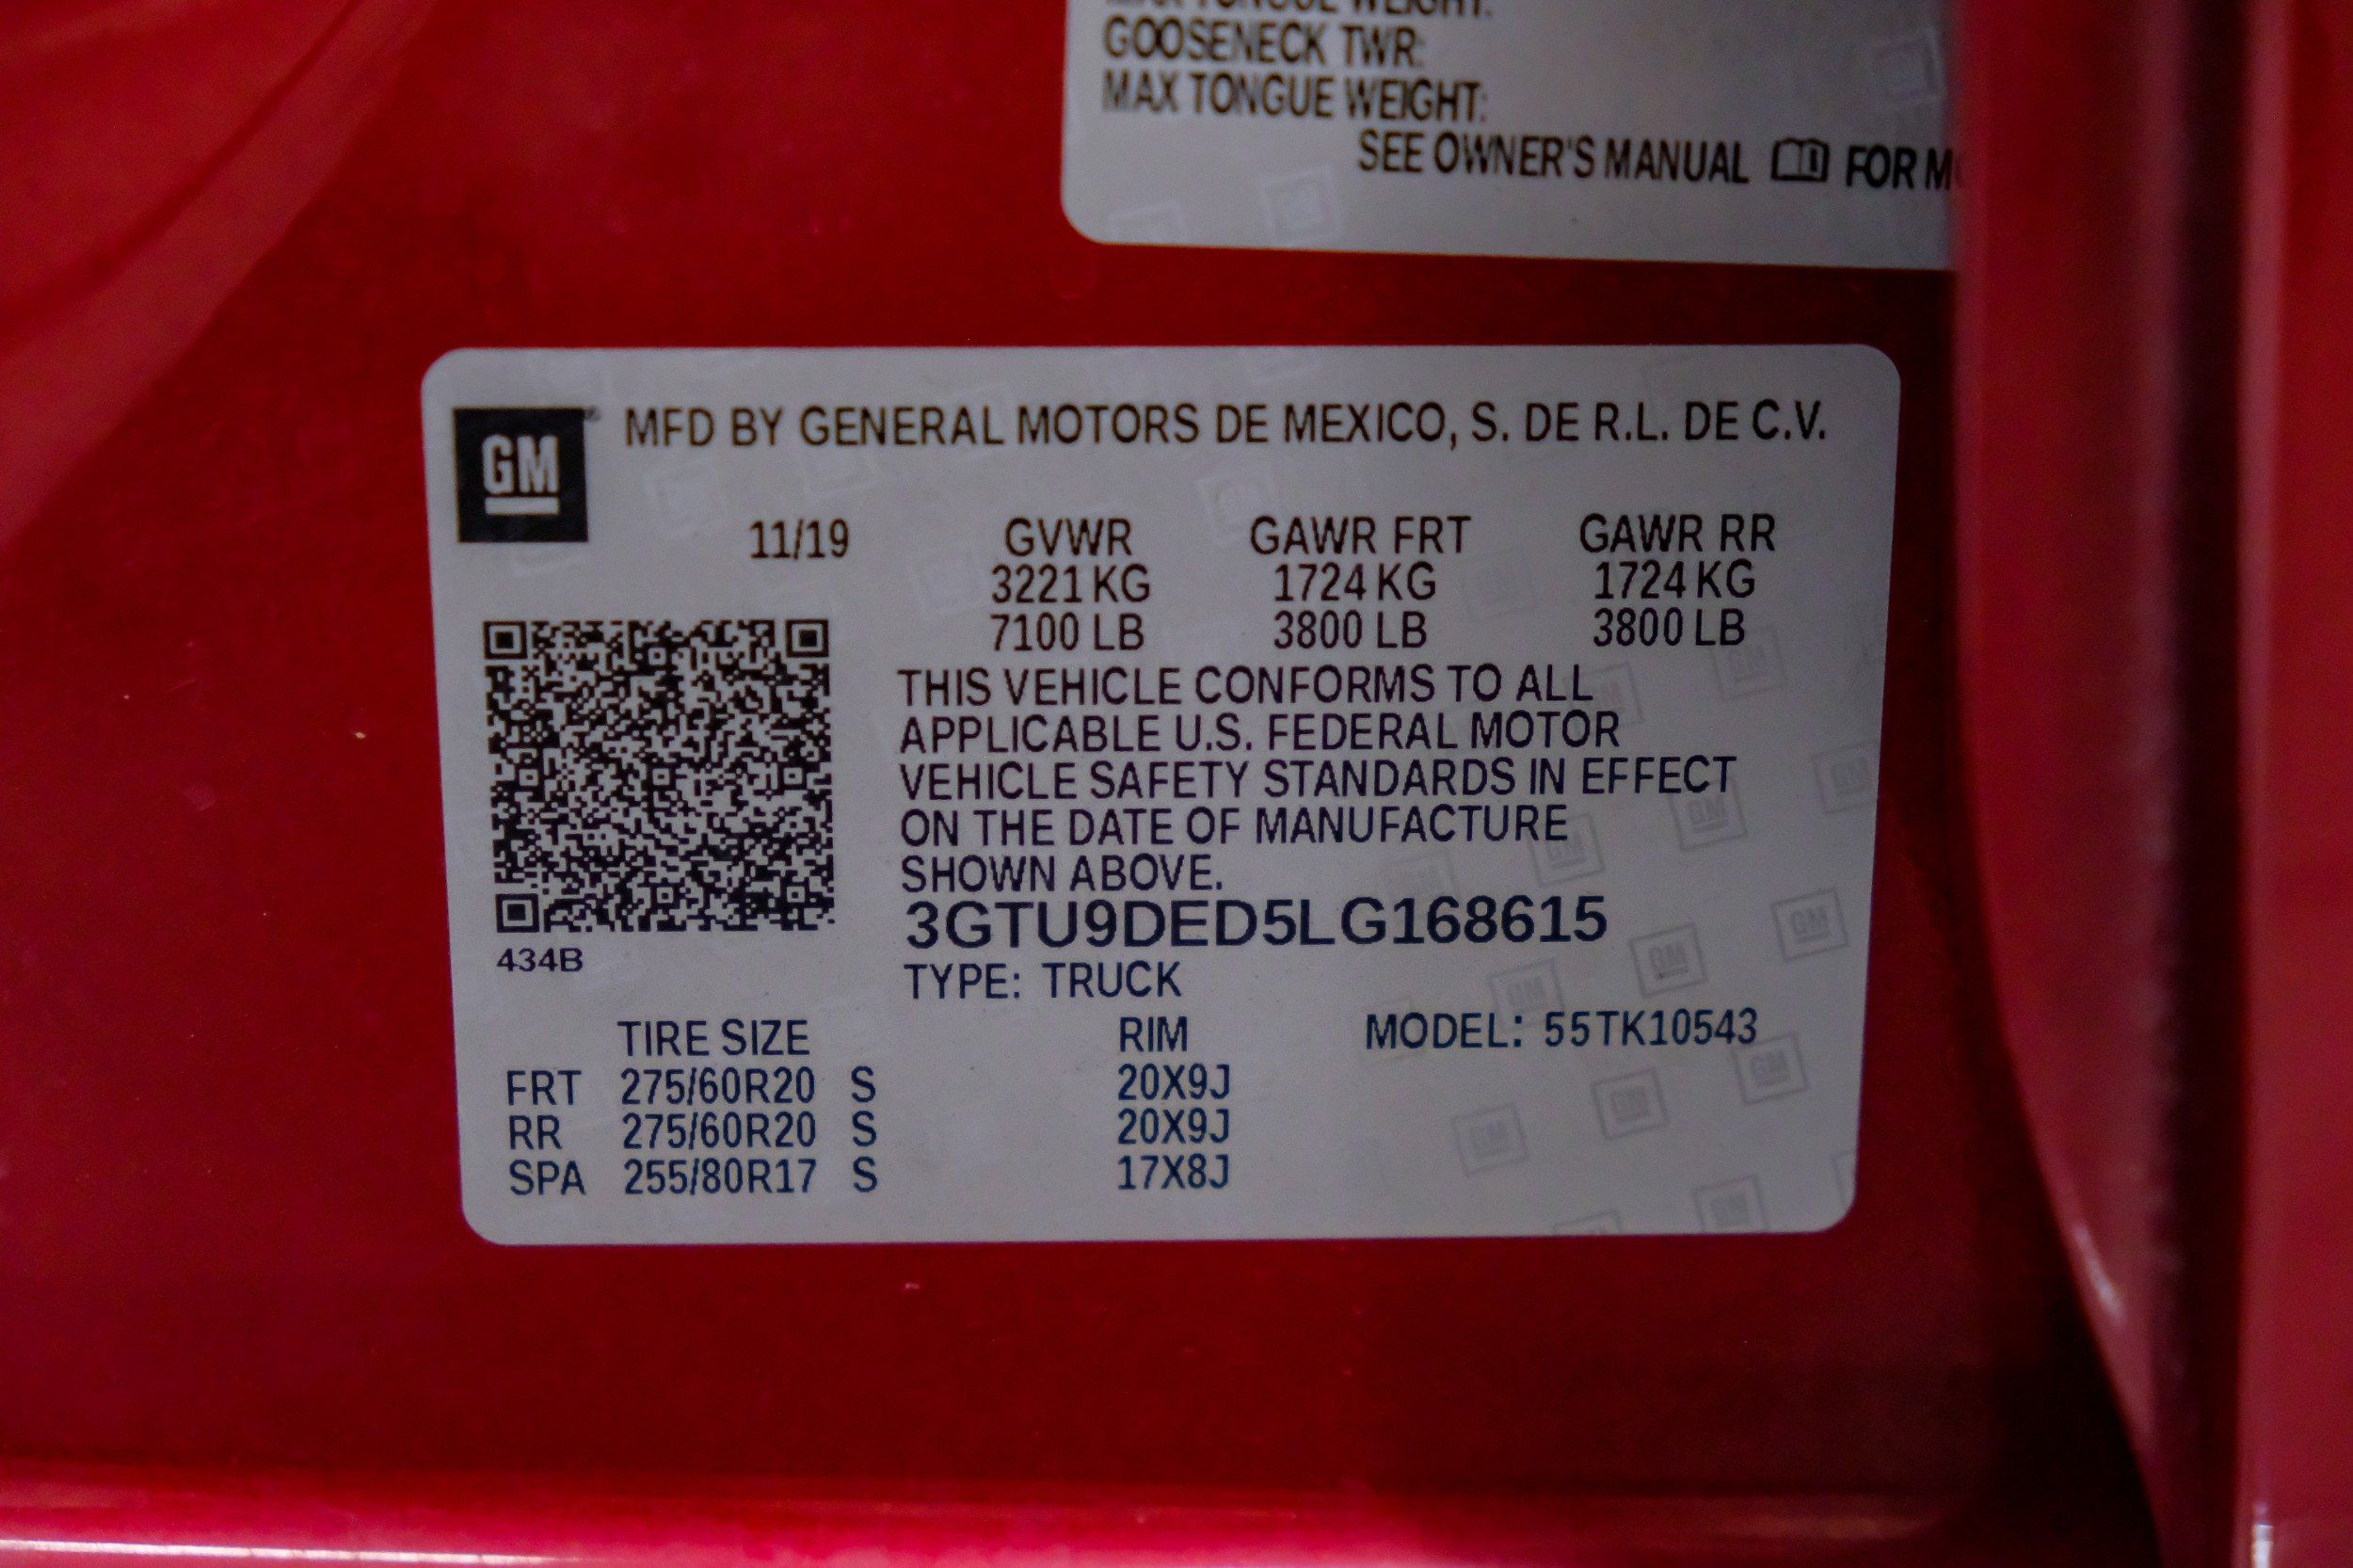 MAX TONGUE WEIGHT:
GOOSENECK TWR:
MAX TONGUE WEIGHT:
SEE OWNER'S MANUAL FOR
GM
MFD BY GENERAL MOTORS DE MEXICO, S. DE R.L. DE C.V.
11/19 GVWR GAWR FRT GAWR RR
3221 KG 1724 KG 1724 KG
7100 LB 3800 LB 3800 LB
THIS VEHICLE CONFORMS TO ALL
APPLICABLE U.S. FEDERAL MOTOR
VEHICLE SAFETY STANDARDS IN EFFECT
ON THE DATE OF MANUFACTURE
SHOWN ABOVE.
3GTU9DED5LG168615
434B
TYPE: TRUCK
TIRE SIZE RIM MODEL: 55TK10543
FRT 275/60R20 S 20X9J
RR 275/60R20 S 20X9J
SPA 255/80R17 S 17X8J